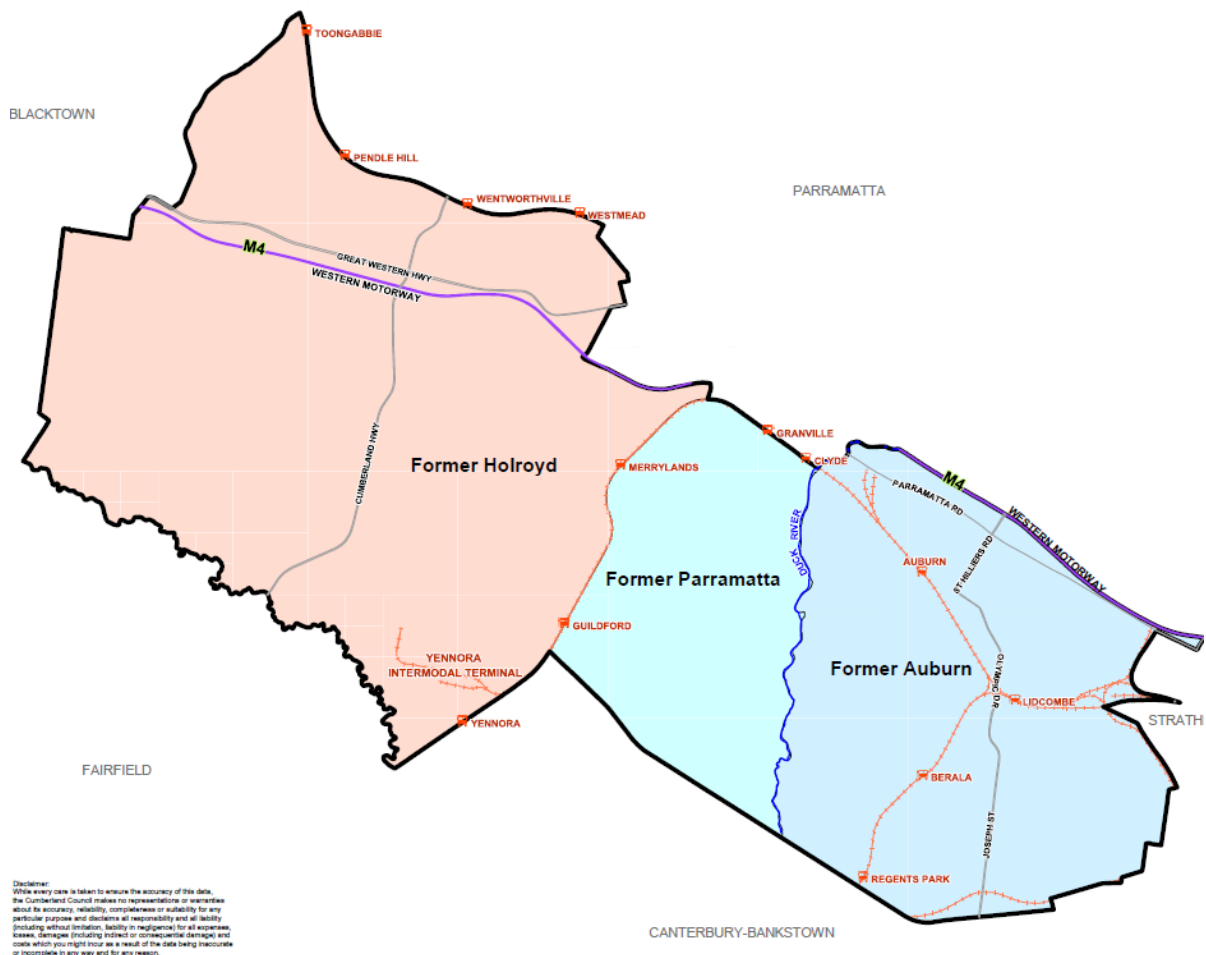 TOONGABBIE
BLACKTOWN
PENDLE HILL
PARRAMATTA
WENTWORTHVILLE
WESTMEAD
M4
GREAT WESTERN HWY
WESTERN MOTORWAY
CUMBERLAND HWY
GRANVILLE
CLYDE
Former Holroyd
MERRYLANDS
M4
PARRAMATTA RD
WESTERN MOTORWAY
DUCK RIVER
ST HILLIERS RD
AUBURN
Former Parramatta
GUILDFORD
YENNORA
INTERMODAL TERMINAL
Former Auburn
OLYMPIC DR
LIDCOMBE
YENNORA
STRATH
FAIRFIELD
BERALA
JOSEPH ST
REGENTS PARK
CANTERBURY-BANKSTOWN
Disclaimer:
While every care is taken to ensure the accuracy of this data,
the Cumberland Council makes no representations or warranties
about its accuracy, reliability, completeness or suitability for any
particular purpose and disclaims all responsibility and all liability
(including without limitation, liability in negligence) for all expenses,
losses, damages (including indirect or consequential damage) and
costs which you might incur as a result of the data being inaccurate
or incomplete in any way and for any reason.